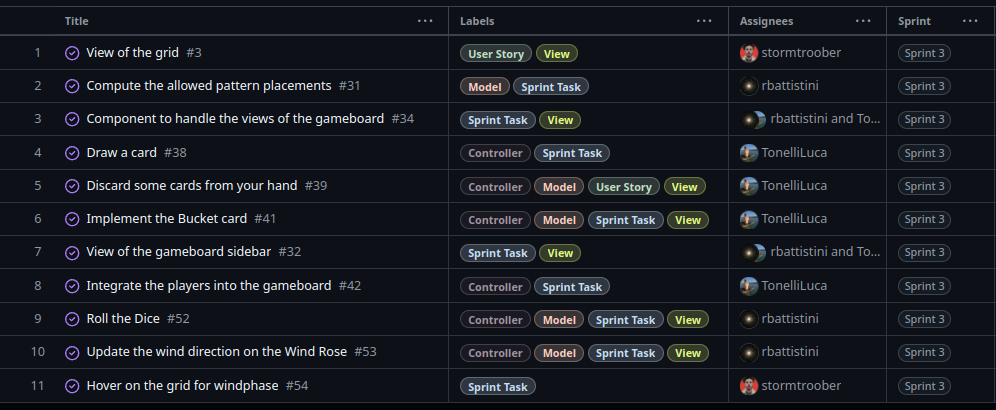 Title ... Labels ... Assignees ... Sprint ...
1 View of the grid #3 User Story View stormtroober Sprint 3
2 Compute the allowed pattern placements #31 Model Sprint Task rbattistini Sprint 3
3 Component to handle the views of the gameboard #34 Sprint Task View rbattistini and To... Sprint 3
4 Draw a card #38 Controller Sprint Task TonelliLuca Sprint 3
5 Discard some cards from your hand #39 Controller Model User Story View TonelliLuca Sprint 3
6 Implement the Bucket card #41 Controller Model Sprint Task View TonelliLuca Sprint 3
7 View of the gameboard sidebar #32 Sprint Task View rbattistini and To... Sprint 3
8 Integrate the players into the gameboard #42 Controller Sprint Task TonelliLuca Sprint 3
9 Roll the Dice #52 Controller Model Sprint Task View rbattistini Sprint 3
10 Update the wind direction on the Wind Rose #53 Controller Model Sprint Task View rbattistini Sprint 3
11 Hover on the grid for windphase #54 Sprint Task stormtroober Sprint 3